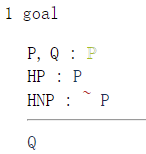 1 goal
P, Q : P
HP : P
HNP : ~ P
Q